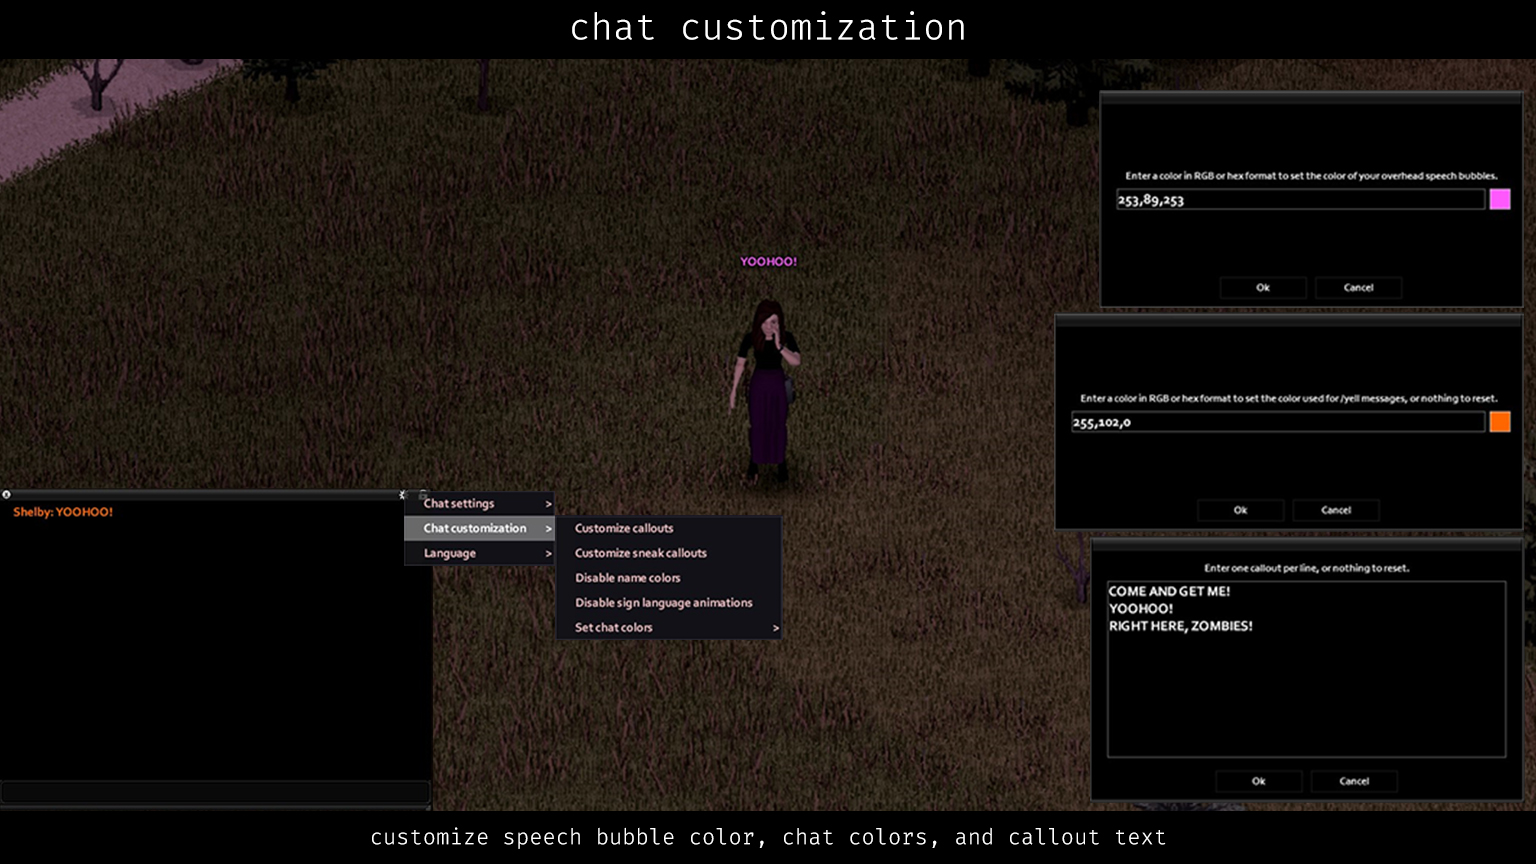 chat customization
Enter a color in RGB or hex format to set the color of your overhead speech bubbles.
253,89,253
Ok
Cancel
YOOHOO!
Enter a color in RGB or hex format to set the color used for /yell messages, or nothing to reset.
255,102,0
Ok
Cancel
Shelby: YOOHOO!
Chat settings >
Chat customization >
Language >
Customize callouts
Customize sneak callouts
Disable name colors
Disable sign language animations
Set chat colors >
Enter one callout per line, or nothing to reset.
COME AND GET ME!
YOOHOO!
RIGHT HERE, ZOMBIES!
Ok
Cancel
customize speech bubble color, chat colors, and callout text